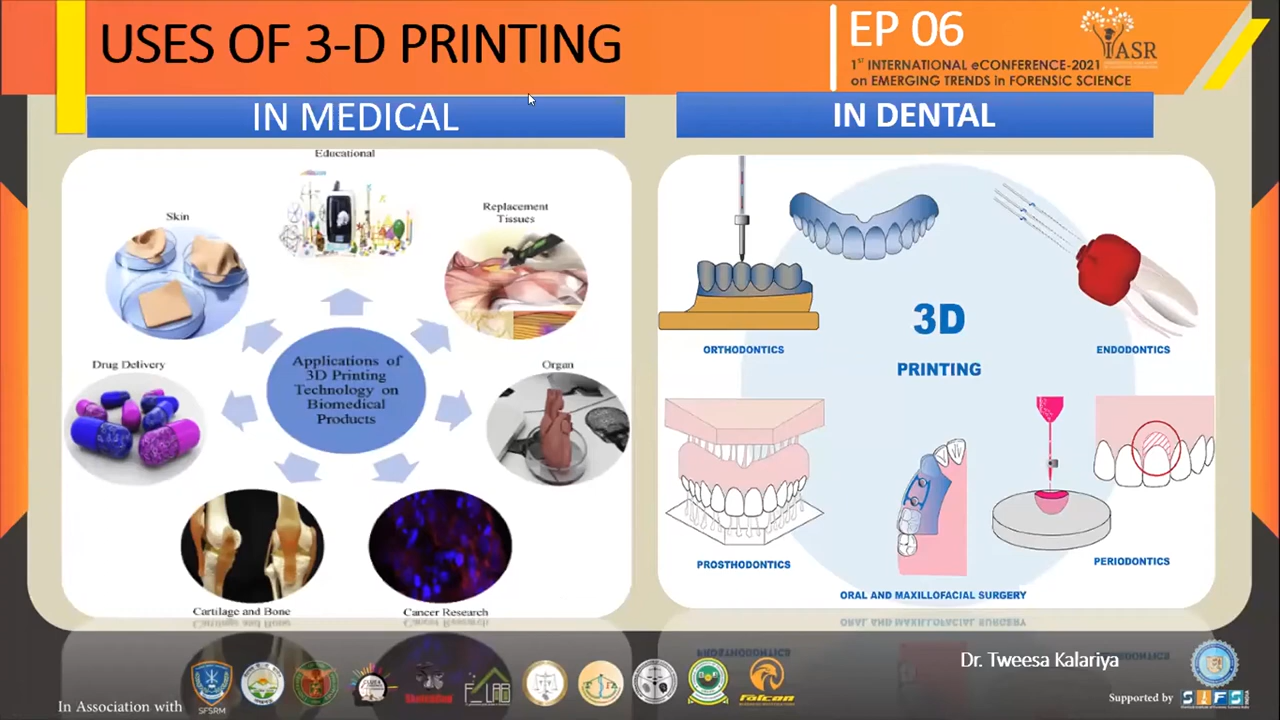 USES OF 3-D PRINTING
EP 06
IASR
1ST INTERNATIONAL eCONFERENCE-2021
on EMERGING TRENDS in FORENSIC SCIENCE
IN MEDICAL
IN DENTAL
Educational
Skin
Replacement
Tissues
Drug Delivery
Organ
Applications of
3D Printing
Technology on
Biomedical
Products
Cartilage and Bone
Cancer Research
3D
PRINTING
ORTHODONTICS
ENDODONTICS
PROSTHODONTICS
PERIODONTICS
ORAL AND MAXILLOFACIAL SURGERY
Dr. Tweesa Kalariya
In Association with
SFSRM
falcon
Supported by
SIFS